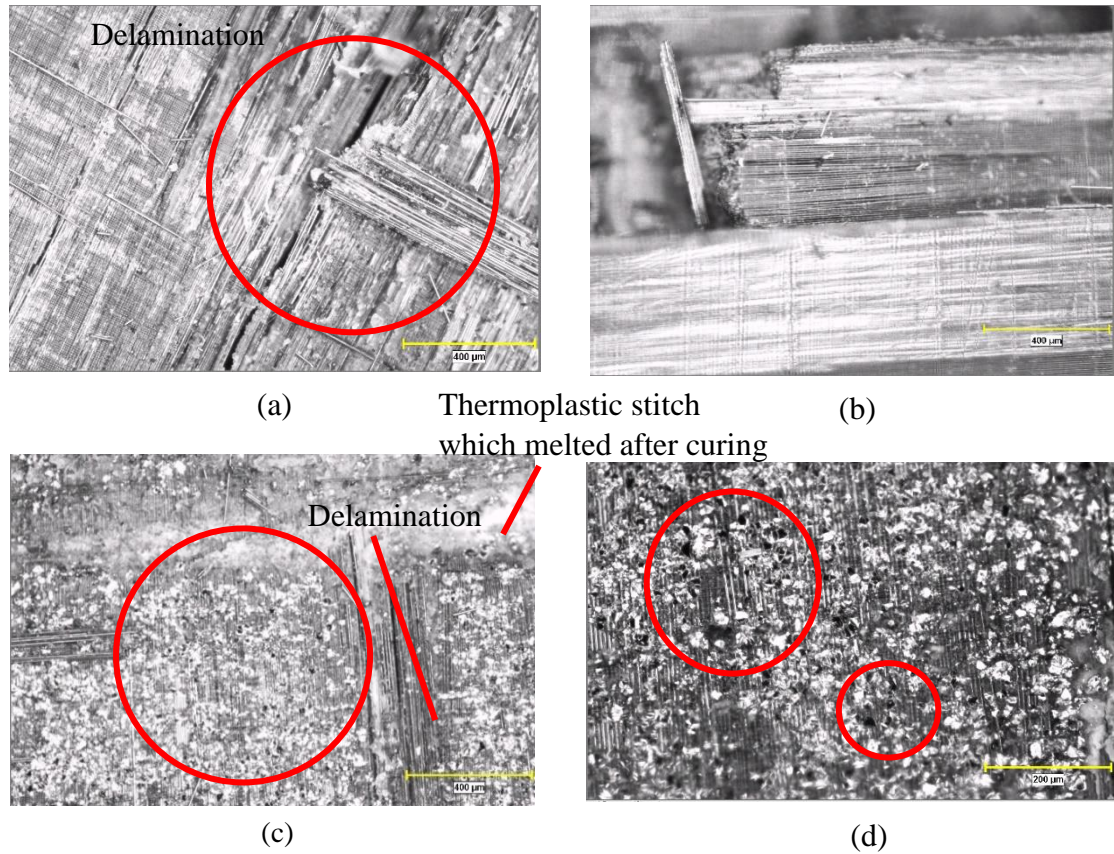 Delamination
400 µm
400 µm
(a)
(b)
Thermoplastic stitch
which melted after curing
Delamination
400 µm
200 µm
(c)
(d)